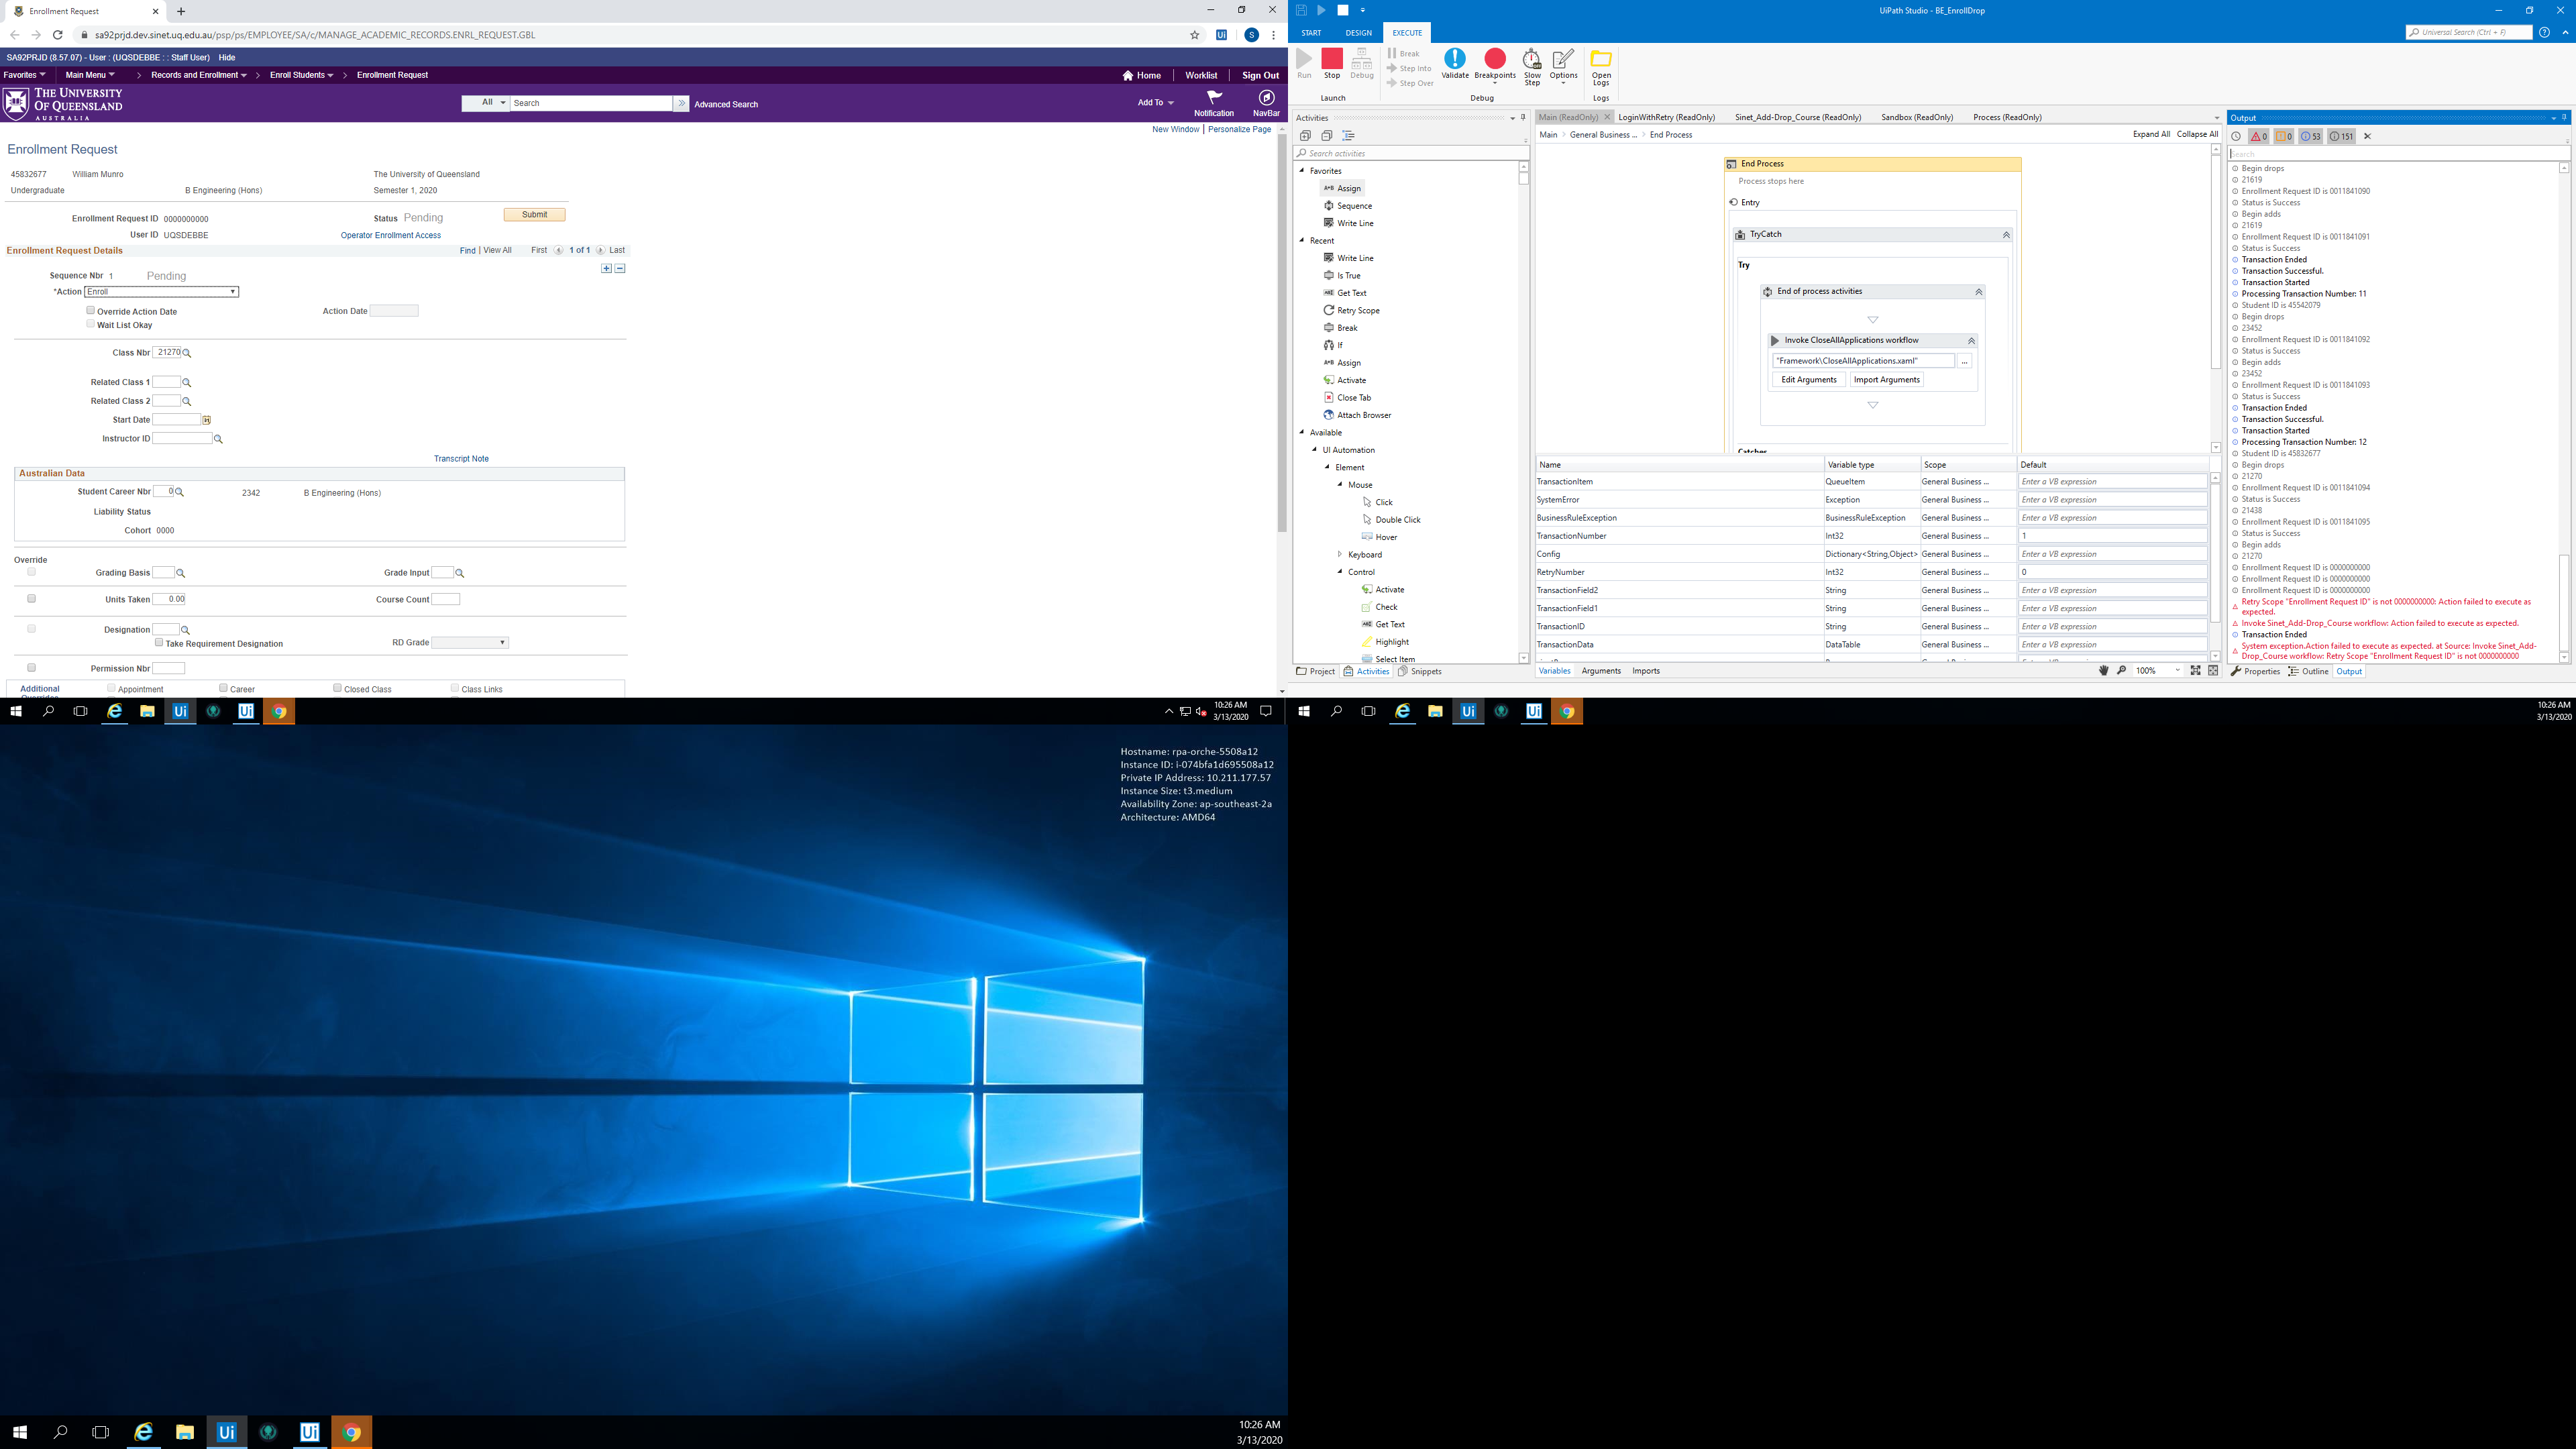 Enrollment Request
sa92prjd.dev.sinet.uq.edu.au/psp/ps/EMPLOYEE/SA/c/MANAGE_ACADEMIC_RECORDS.ENRL_REQUEST.GBL
SA92PRJD (8.57.07) - User : (UQSDEBBE : : Staff User) Hide
Favorites Main Menu Records and Enrollment Enroll Students Enrollment Request Home Worklist Sign Out
THE UNIVERSITY
OF QUEENSLAND
AUSTRALIA
All Search Advanced Search Add To Notification NavBar
New Window | Personalize Page
Enrollment Request
45832677 William Munro The University of Queensland
Undergraduate B Engineering (Hons) Semester 1, 2020
Enrollment Request ID 0000000000 Status Pending Submit
User ID UQSDEBBE Operator Enrollment Access
Enrollment Request Details Find | View All First 1 of 1 Last
Sequence Nbr 1 Pending
*Action Enroll
Override Action Date Action Date
Wait List Okay
Class Nbr 21270
Related Class 1
Related Class 2
Start Date
Instructor ID
Transcript Note
Australian Data
Student Career Nbr 0 2342 B Engineering (Hons)
Liability Status
Cohort 0000
Override
Grading Basis Grade Input
Units Taken 0.00 Course Count
Designation
Take Requirement Designation RD Grade
Permission Nbr
Additional Appointment Career Closed Class Class Links
10:26 AM
3/13/2020
UiPath Studio - BE_EnrollDrop
START DESIGN EXECUTE Universal Search (Ctrl + F)
Run Stop Debug Break Step Into Step Over Validate Breakpoints Slow Step Options Open Logs
Launch Debug Logs
Activities
Search activities
Favorites
Assign
Sequence
Write Line
Recent
Write Line
Is True
Get Text
Retry Scope
Break
If
Assign
Activate
Close Tab
Attach Browser
Available
UI Automation
Element
Mouse
Click
Double Click
Hover
Keyboard
Control
Activate
Check
Get Text
Highlight
Select Item
Project Activities Snippets
Main (ReadOnly) LoginWithRetry (ReadOnly) Sinet_Add-Drop_Course (ReadOnly) Sandbox (ReadOnly) Process (ReadOnly)
Main > General Business ... > End Process Expand All Collapse All
End Process
Process stops here
Entry
TryCatch
Try
End of process activities
Invoke CloseAllApplications workflow
"Framework\CloseAllApplications.xaml" ...
Edit Arguments Import Arguments
Catches
Name Variable type Scope Default
TransactionItem QueueItem General Business ... Enter a VB expression
SystemError Exception General Business ... Enter a VB expression
BusinessRuleException BusinessRuleException General Business ... Enter a VB expression
TransactionNumber Int32 General Business ... 1
Config Dictionary<String,Object> General Business ... Enter a VB expression
RetryNumber Int32 General Business ... 0
TransactionField2 String General Business ... Enter a VB expression
TransactionField1 String General Business ... Enter a VB expression
TransactionID String General Business ... Enter a VB expression
TransactionData DataTable General Business ... Enter a VB expression
Variables Arguments Imports 100%
Output
0 0 53 151
Search
Begin drops
21619
Enrollment Request ID is 0011841090
Status is Success
Begin adds
21619
Enrollment Request ID is 0011841091
Status is Success
Transaction Ended
Transaction Successful.
Transaction Started
Processing Transaction Number: 11
Student ID is 45542079
Begin drops
23452
Enrollment Request ID is 0011841092
Status is Success
Begin adds
23452
Enrollment Request ID is 0011841093
Status is Success
Transaction Ended
Transaction Successful.
Transaction Started
Processing Transaction Number: 12
Student ID is 45832677
Begin drops
21270
Enrollment Request ID is 0011841094
Status is Success
21438
Enrollment Request ID is 0011841095
Status is Success
Begin adds
21270
Enrollment Request ID is 0000000000
Enrollment Request ID is 0000000000
Enrollment Request ID is 0000000000
Retry Scope "Enrollment Request ID" is not 0000000000: Action failed to execute as
expected.
Invoke Sinet_Add-Drop_Course workflow: Action failed to execute as expected.
Transaction Ended
System exception.Action failed to execute as expected. at Source: Invoke Sinet_Add-
Drop_Course workflow: Retry Scope "Enrollment Request ID" is not 0000000000
Properties Outline Output
10:26 AM
3/13/2020
Hostname: rpa-orche-5508a12
Instance ID: i-074bfa1d695508a12
Private IP Address: 10.211.177.57
Instance Size: t3.medium
Availability Zone: ap-southeast-2a
Architecture: AMD64
10:26 AM
3/13/2020